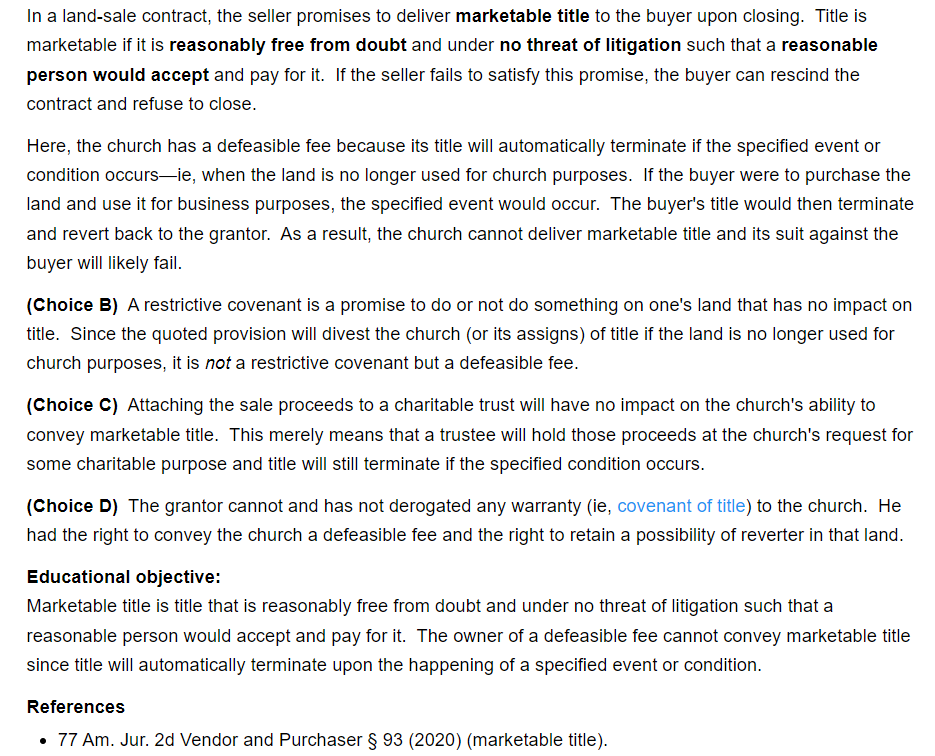 In a land-sale contract, the seller promises to deliver marketable title to the buyer upon closing.  Title is
marketable if it is reasonably free from doubt and under no threat of litigation such that a reasonable
person would accept and pay for it.  If the seller fails to satisfy this promise, the buyer can rescind the
contract and refuse to close.
Here, the church has a defeasible fee because its title will automatically terminate if the specified event or
condition occurs—ie, when the land is no longer used for church purposes.  If the buyer were to purchase the
land and use it for business purposes, the specified event would occur.  The buyer's title would then terminate
and revert back to the grantor.  As a result, the church cannot deliver marketable title and its suit against the
buyer will likely fail.
(Choice B)  A restrictive covenant is a promise to do or not do something on one's land that has no impact on
title.  Since the quoted provision will divest the church (or its assigns) of title if the land is no longer used for
church purposes, it is not a restrictive covenant but a defeasible fee.
(Choice C)  Attaching the sale proceeds to a charitable trust will have no impact on the church's ability to
convey marketable title.  This merely means that a trustee will hold those proceeds at the church's request for
some charitable purpose and title will still terminate if the specified condition occurs.
(Choice D)  The grantor cannot and has not derogated any warranty (ie, covenant of title) to the church.  He
had the right to convey the church a defeasible fee and the right to retain a possibility of reverter in that land.
Educational objective:
Marketable title is title that is reasonably free from doubt and under no threat of litigation such that a
reasonable person would accept and pay for it.  The owner of a defeasible fee cannot convey marketable title
since title will automatically terminate upon the happening of a specified event or condition.
References
• 77 Am. Jur. 2d Vendor and Purchaser § 93 (2020) (marketable title).